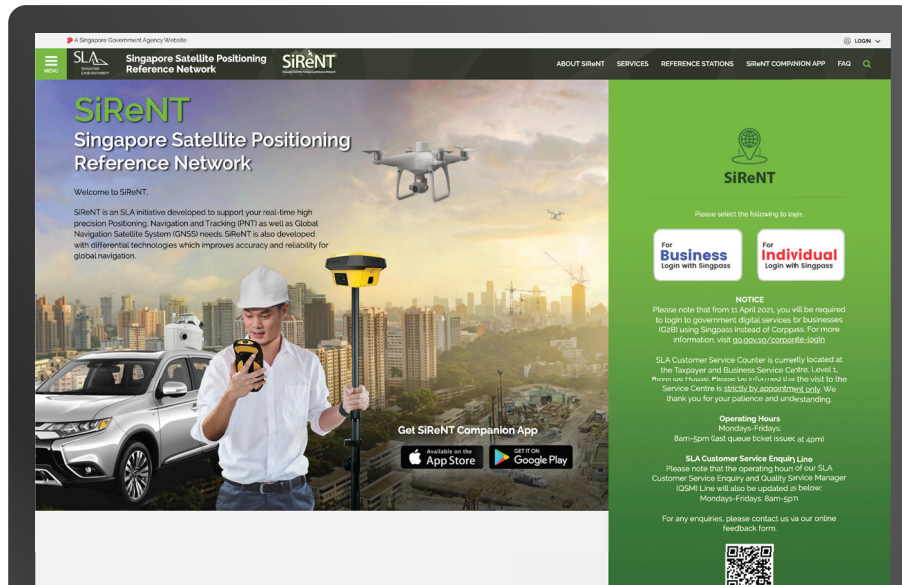 A Singapore Government Agency Website
LOGIN
MENU
SLA
SINGAPORE
LAND AUTHORITY
Singapore Satellite Positioning
Reference Network
SiReNT
ABOUT SiReNT SERVICES REFERENCE STATIONS SiReNT COMPANION APP FAQ
SiReNT
Singapore Satellite Positioning
Reference Network
Welcome to SiReNT,
SiReNT is an SLA initiative developed to support your real-time high
precision Positioning, Navigation and Tracking (PNT) as well as Global
Navigation Satellite System (GNSS) needs. SiReNT is also developed
with differential technologies which improves accuracy and reliability for
global navigation.
Get SiReNT Companion App
Available on the
App Store
GET IT ON
Google Play
SiReNT
Please select the following to login.
For
Business
Login with Singpass
For
Individual
Login with Singpass
NOTICE
Please note that from 11 April 2021, you will be required
to login to government digital services for businesses
(G2B) using Singpass instead of Corppass. For more
information, visit go.gov.sg/corporate-login
SLA Customer Service Counter is currently located at
the Taxpayer and Business Service Centre, Level 1,
Revenue House. Please be informed that the visit to the
Service Centre is strictly by appointment only. We
thank you for your patience and understanding.
Operating Hours
Mondays-Fridays:
8am-5pm (last queue ticket issued at 4pm)
SLA Customer Service Enquiry Line
Please note that the operating hours of our SLA
Customer Service Enquiry and Quality Service Manager
(QSM) Line will also be updated as below:
Mondays-Fridays: 8am-5pm
For any enquiries, please contact us via our online
feedback form.